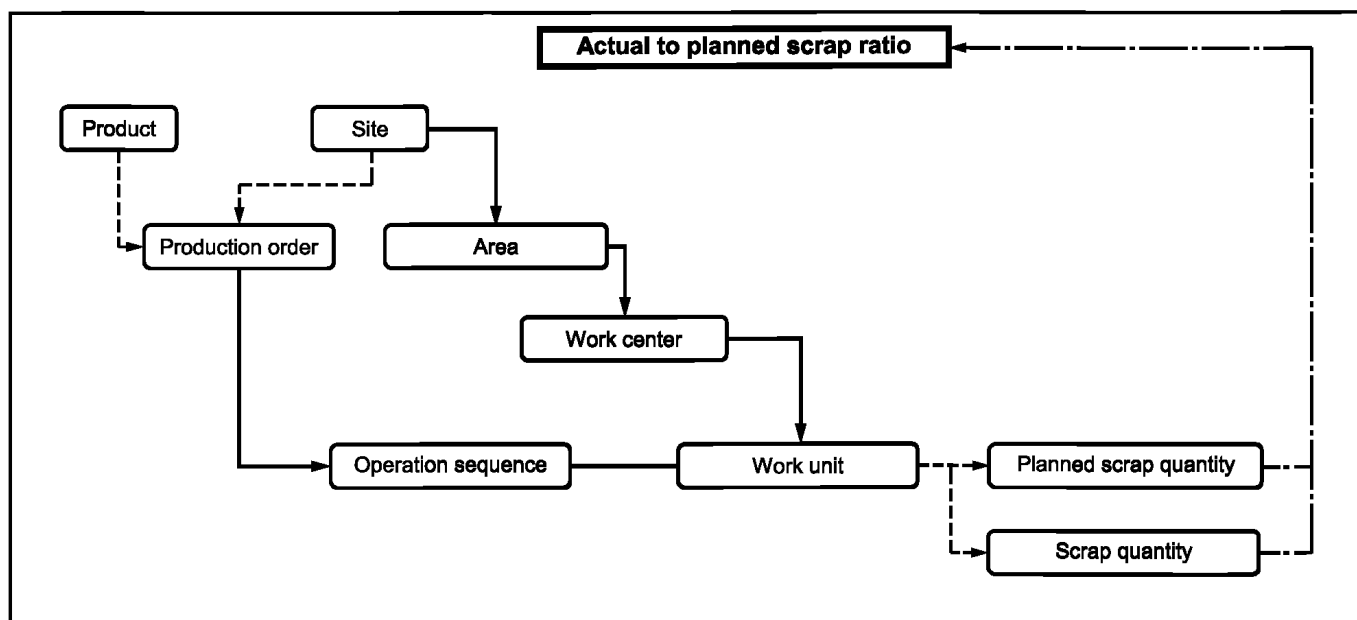 Actual to planned scrap ratio
Product
Site
Production order
Area
Work center
Operation sequence
Work unit
Planned scrap quantity
Scrap quantity